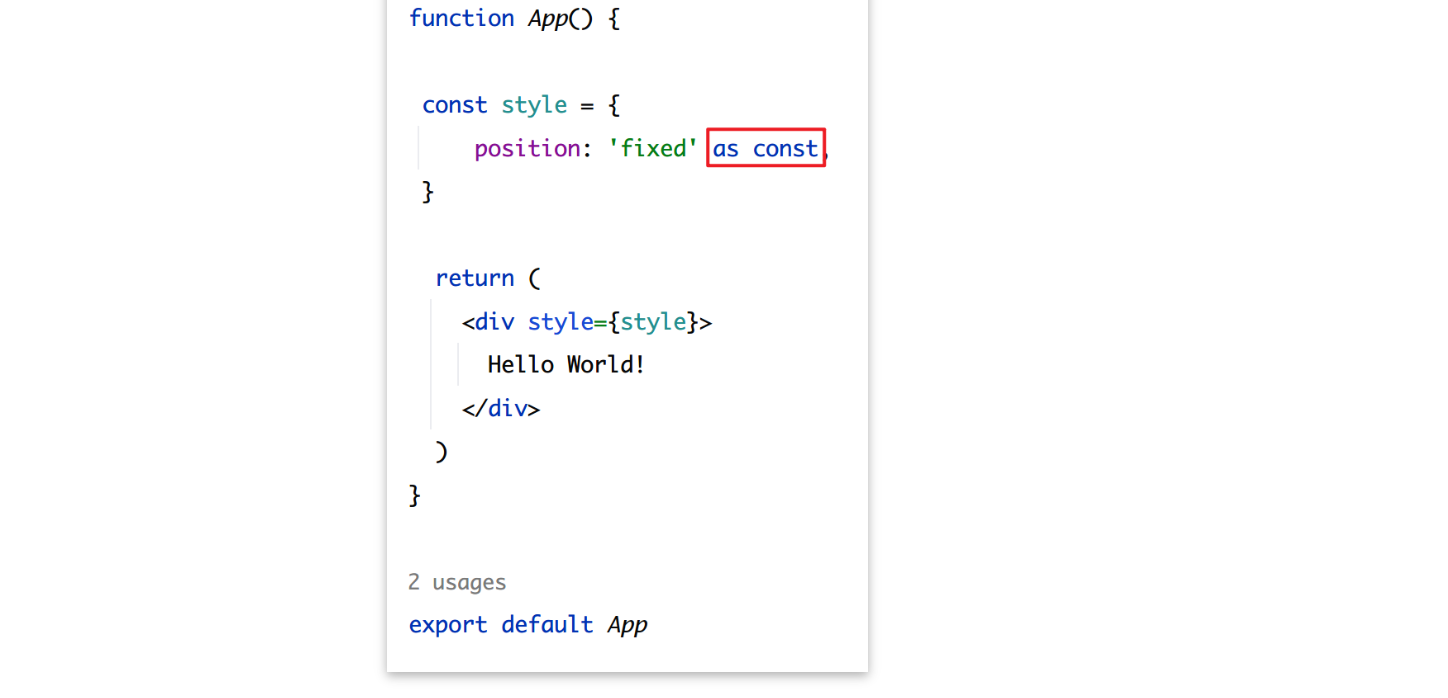 function App() {
const style = {
position: 'fixed' as const,
}
return (
<div style={style}>
Hello World!
</div>
)
}
2 usages
export default App